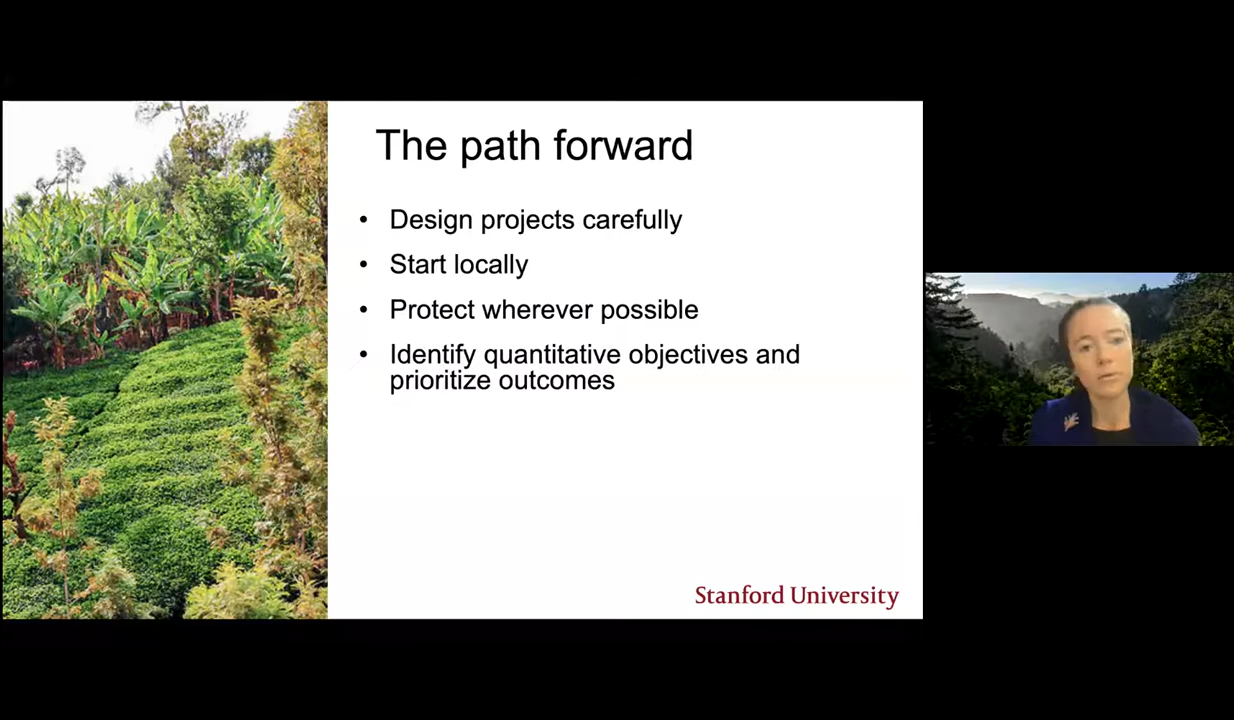 The path forward
• Design projects carefully
• Start locally
• Protect wherever possible
• Identify quantitative objectives and
prioritize outcomes
Stanford University